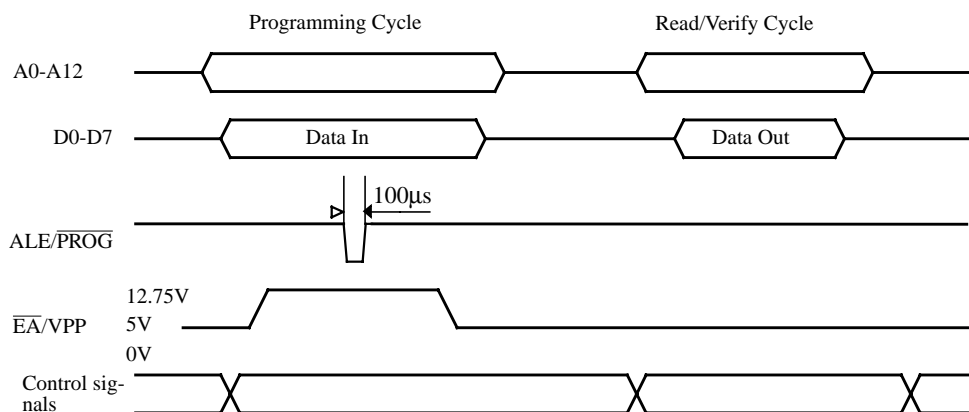 Programming Cycle Read/Verify Cycle
A0-A12
D0-D7 Data In Data Out
100μs
ALE/PROG
12.75V
EA/VPP 5V
0V
Control sig-
nals